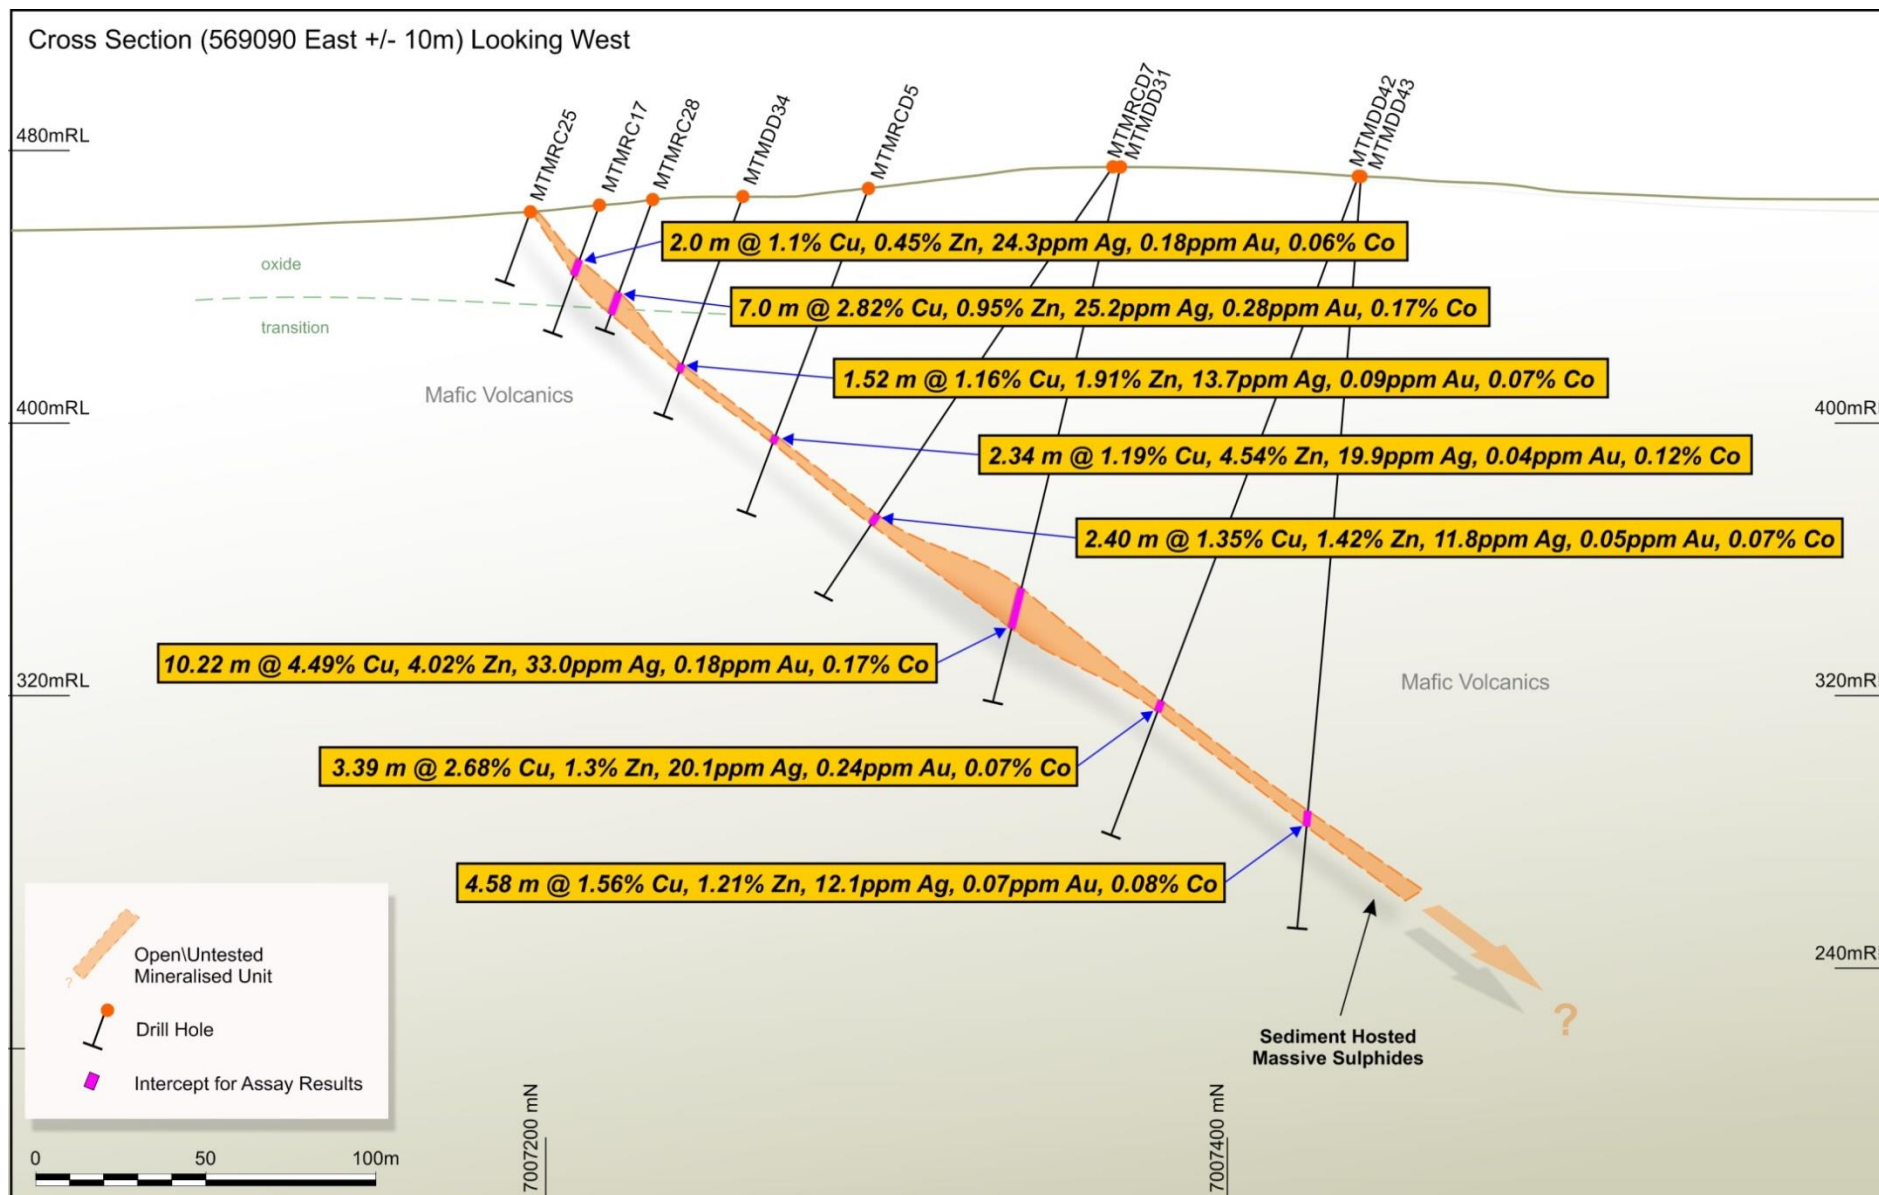 Cross Section (569090 East +/- 10m) Looking West
MTMRC25
MTMRC17
MTMRC28
MTMDD34
MTMRCD5
MTMRCD7
MTMDD31
MTMDD42
MTMDD43
480mRL
2.0 m @ 1.1% Cu, 0.45% Zn, 24.3ppm Ag, 0.18ppm Au, 0.06% Co
oxide
7.0 m @ 2.82% Cu, 0.95% Zn, 25.2ppm Ag, 0.28ppm Au, 0.17% Co
transition
1.52 m @ 1.16% Cu, 1.91% Zn, 13.7ppm Ag, 0.09ppm Au, 0.07% Co
Mafic Volcanics
400mRL
400mRL
2.34 m @ 1.19% Cu, 4.54% Zn, 19.9ppm Ag, 0.04ppm Au, 0.12% Co
2.40 m @ 1.35% Cu, 1.42% Zn, 11.8ppm Ag, 0.05ppm Au, 0.07% Co
10.22 m @ 4.49% Cu, 4.02% Zn, 33.0ppm Ag, 0.18ppm Au, 0.17% Co
Mafic Volcanics
320mRL
320mRL
3.39 m @ 2.68% Cu, 1.3% Zn, 20.1ppm Ag, 0.24ppm Au, 0.07% Co
4.58 m @ 1.56% Cu, 1.21% Zn, 12.1ppm Ag, 0.07ppm Au, 0.08% Co
240mRL
?
Sediment Hosted
Massive Sulphides
Open\Untested
Mineralised Unit
?
Drill Hole
Intercept for Assay Results
7007200 mN
7007400 mN
0 50 100m